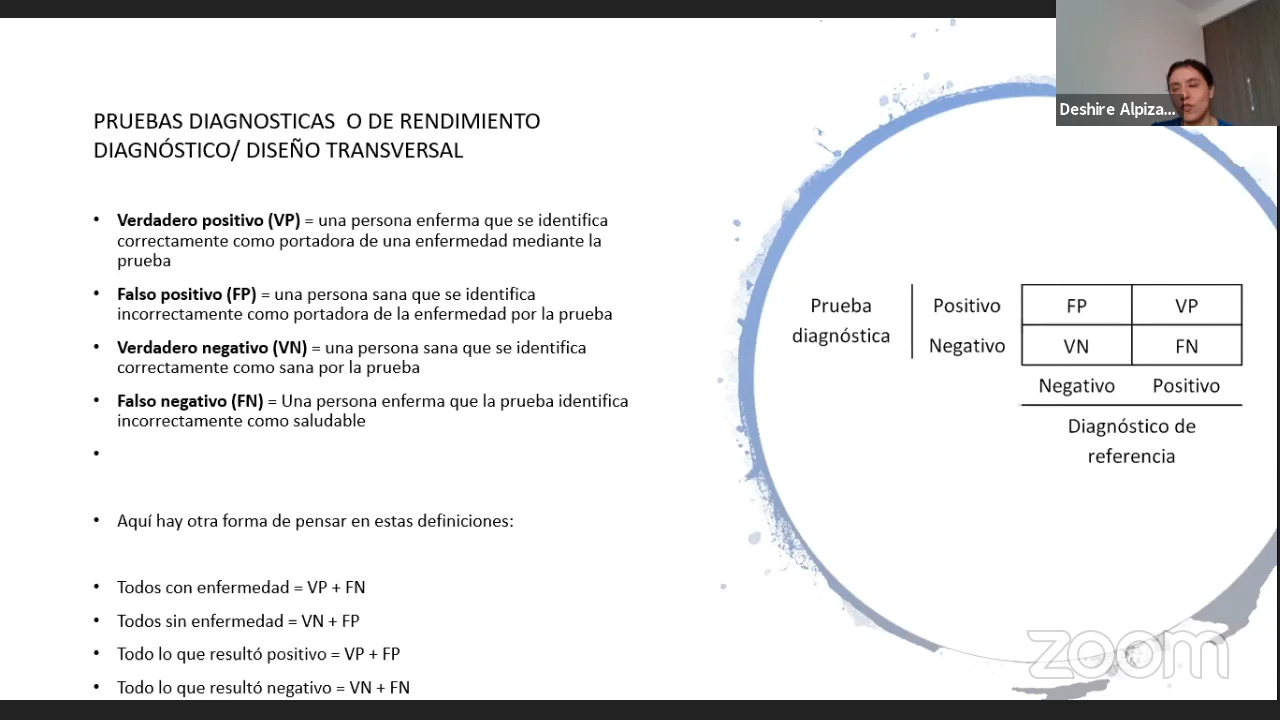 PRUEBAS DIAGNOSTICAS O DE RENDIMIENTO
DIAGNÓSTICO/ DISEÑO TRANSVERSAL
• Verdadero positivo (VP) = una persona enferma que se identifica
correctamente como portadora de una enfermedad mediante la
prueba
• Falso positivo (FP) = una persona sana que se identifica
incorrectamente como portadora de la enfermedad por la prueba
• Verdadero negativo (VN) = una persona sana que se identifica
correctamente como sana por la prueba
• Falso negativo (FN) = Una persona enferma que la prueba identifica
incorrectamente como saludable
•
• Aquí hay otra forma de pensar en estas definiciones:
• Todos con enfermedad = VP + FN
• Todos sin enfermedad = VN + FP
• Todo lo que resultó positivo = VP + FP
• Todo lo que resultó negativo = VN + FN
Deshire Alpiza...
Prueba
diagnóstica
Positivo FP VP
Negativo VN FN
Negativo Positivo
Diagnóstico de
referencia
zoom